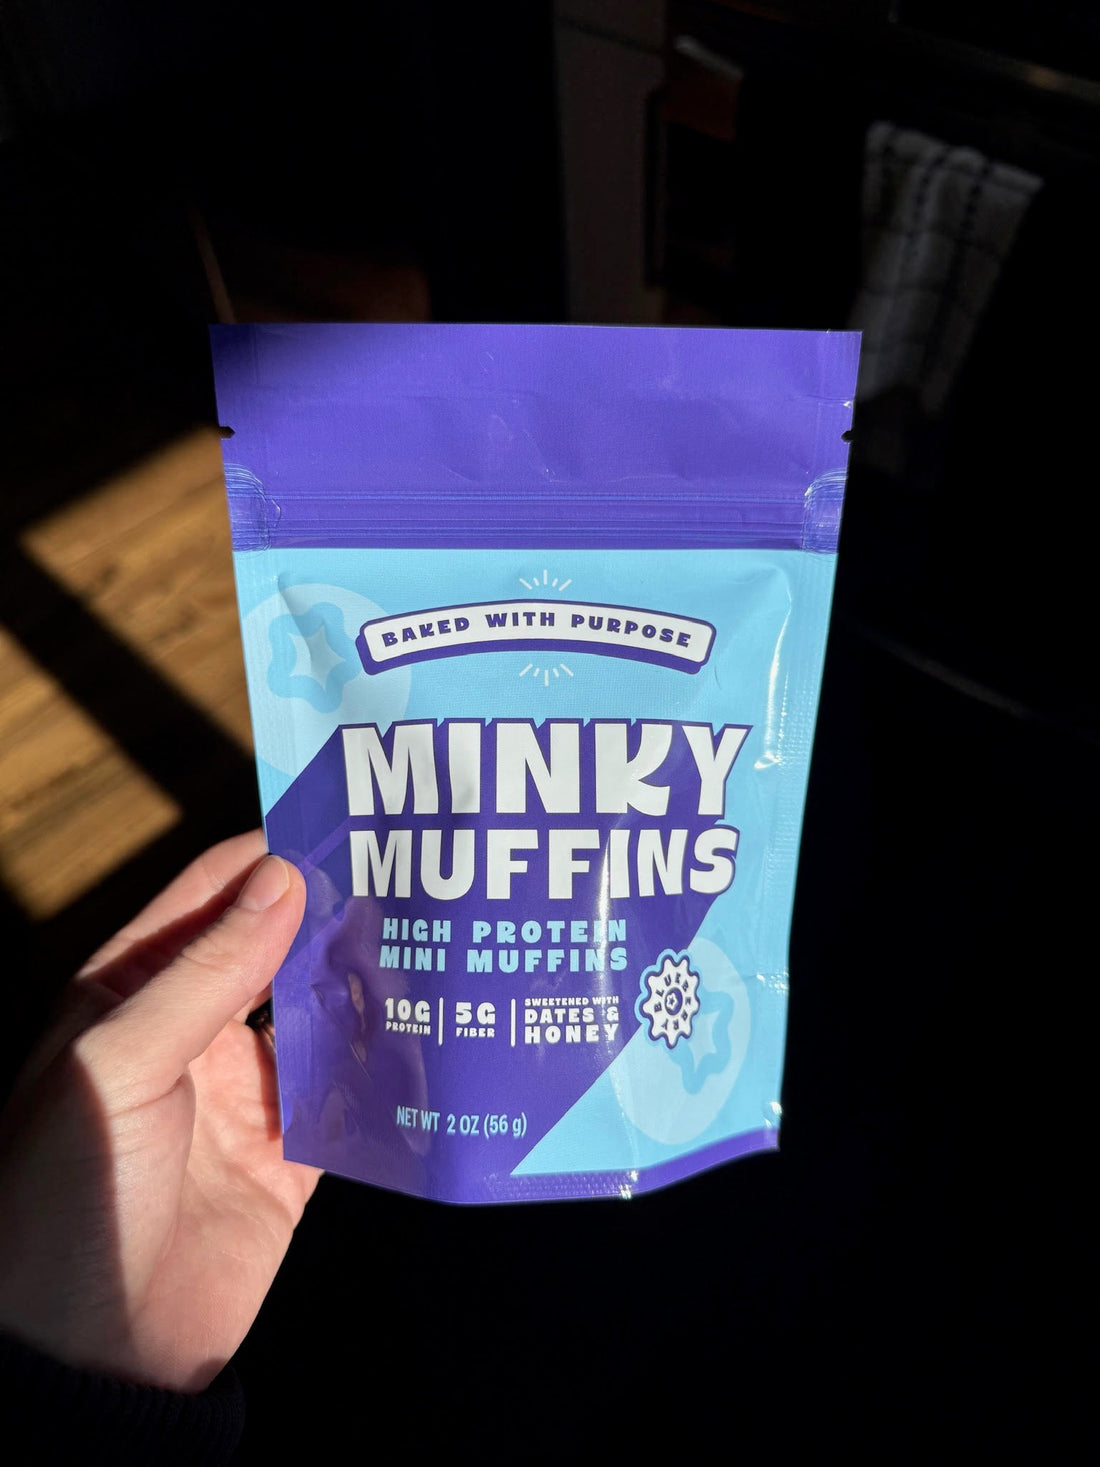 BAKED WITH PURPOSE
MINKY
MUFFINS
HIGH PROTEIN
MINI MUFFINS
10G
PROTEIN
5G
FIBER
SWEETENED WITH
DATES &
HONEY
BLUEBERRY
NET WT 2 OZ (56 g)